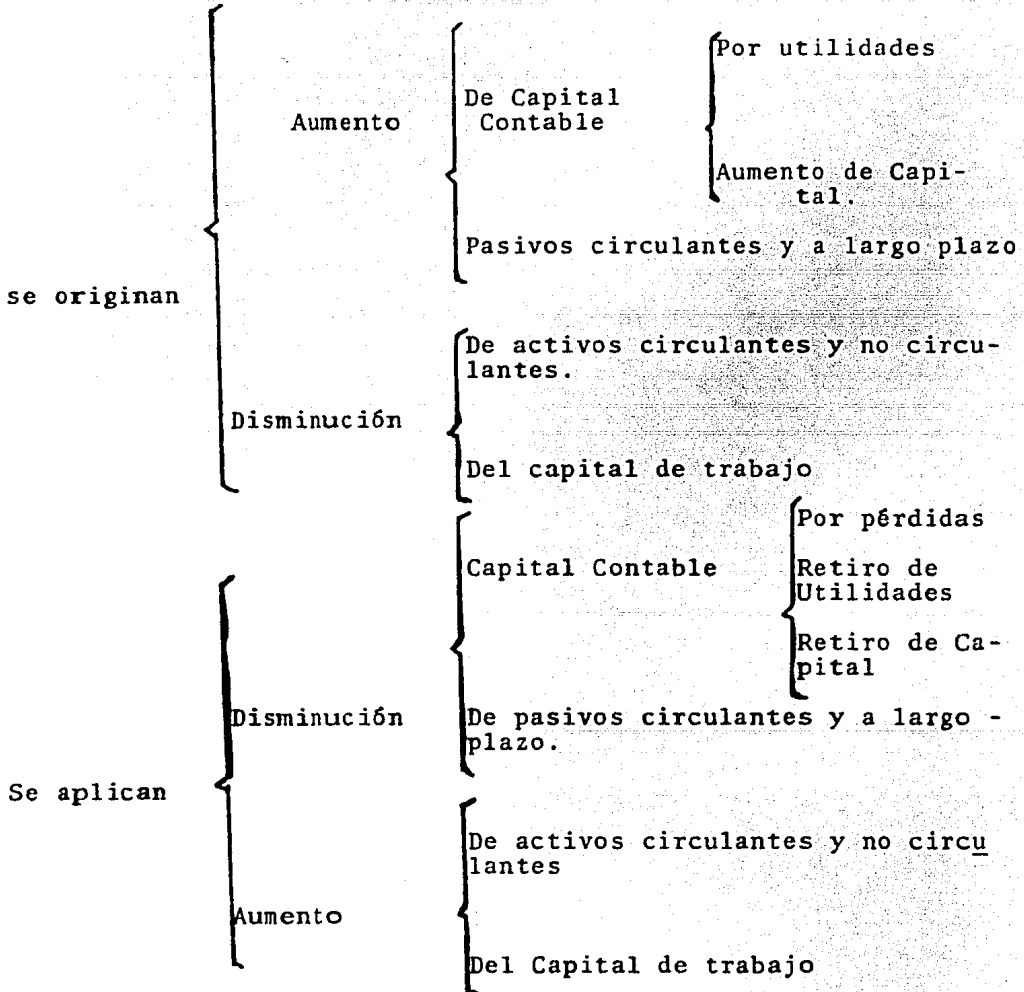 Por utilidades
De Capital
Contable
Aumento
Aumento de Capi-
tal.
Pasivos circulantes y a largo plazo
se originan
De activos circulantes y no circu-
lantes.
Disminución
Del capital de trabajo
Por pérdidas
Capital Contable
Retiro de
Utilidades
Retiro de Ca-
pital
Disminución
De pasivos circulantes y a largo -
plazo.
Se aplican
De activos circulantes y no circu
lantes
Aumento
Del Capital de trabajo